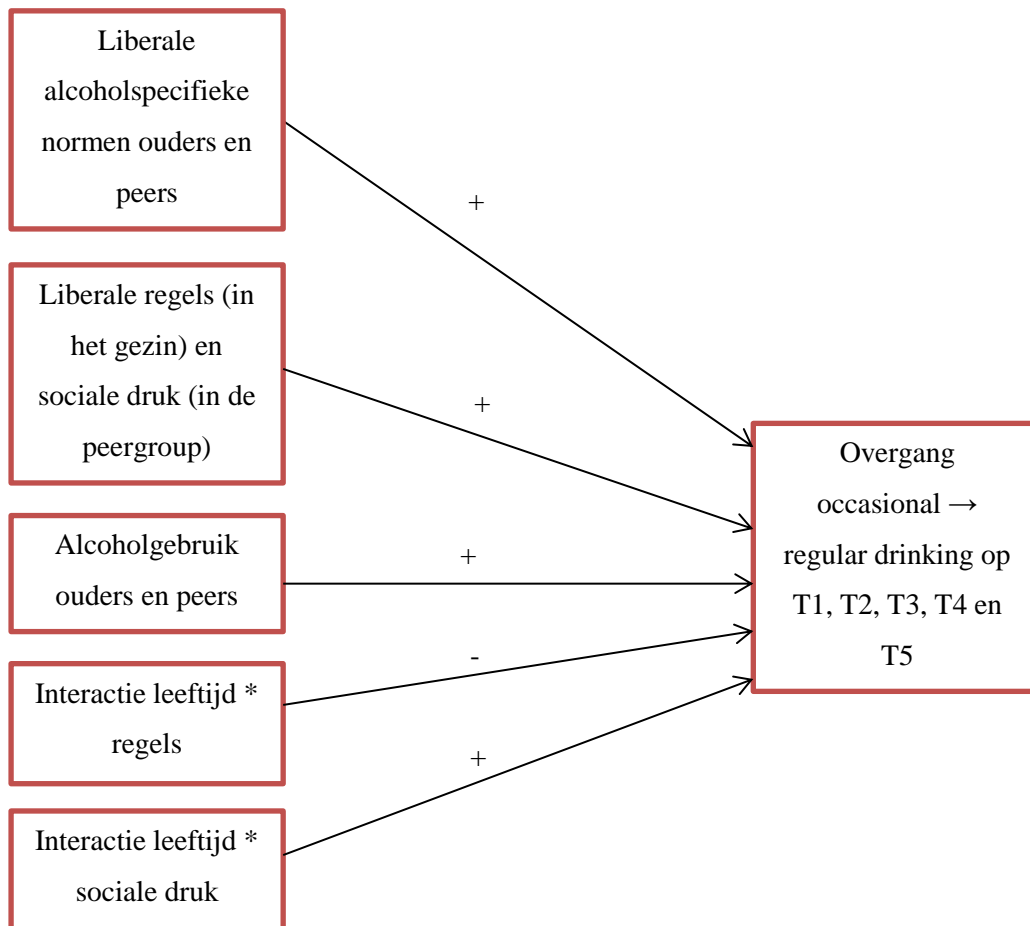 Liberale
alcoholspecifieke
normen ouders en
peers
+
Liberale regels (in
het gezin) en
sociale druk (in de
peergroup)
+
Alcoholgebruik
ouders en peers
+
Interactie leeftijd *
regels
-
Interactie leeftijd *
sociale druk
+
Overgang
occasional →
regular drinking op
T1, T2, T3, T4 en
T5